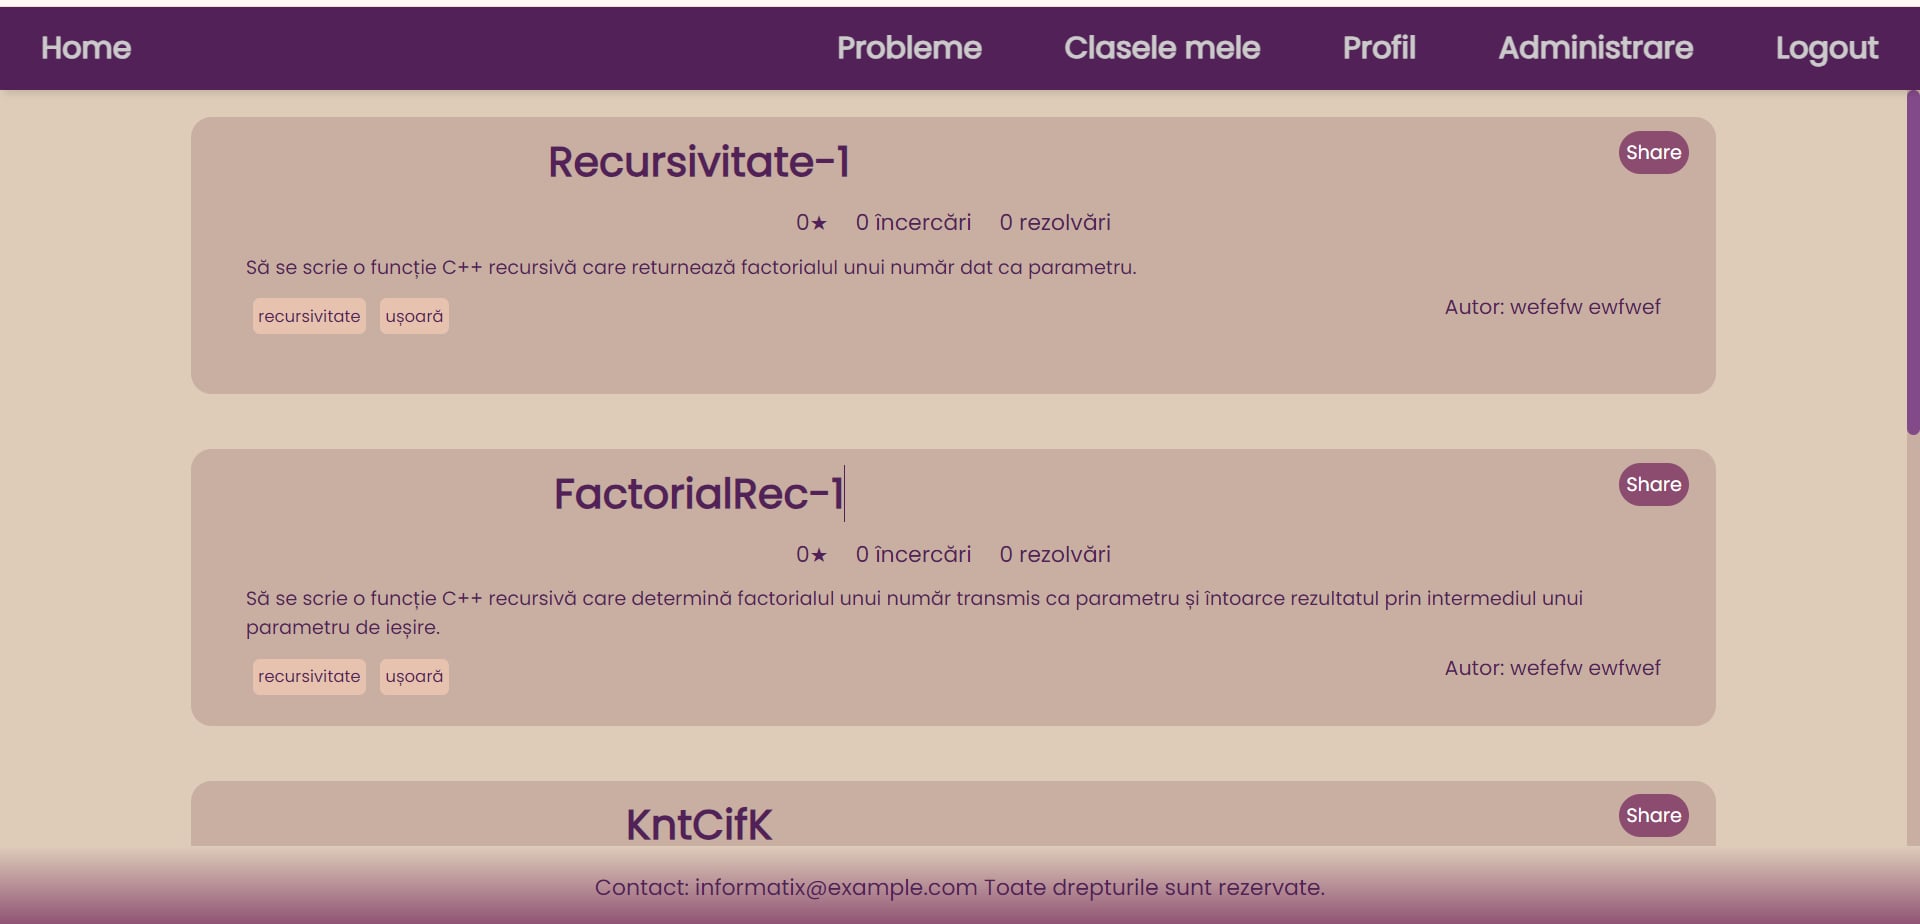 Home Probleme Clasele mele Profil Administrare Logout
Recursivitate-1 Share
0★ 0 încercări 0 rezolvări
Să se scrie o funcție C++ recursivă care returnează factorialul unui număr dat ca parametru.
recursivitate ușoară Autor: wefefw ewfwef
FactorialRec-1 Share
0★ 0 încercări 0 rezolvări
Să se scrie o funcție C++ recursivă care determină factorialul unui număr transmis ca parametru și întoarce rezultatul prin intermediul unui
parametru de ieșire.
recursivitate ușoară Autor: wefefw ewfwef
KntCifK Share
Contact: informatix@example.com Toate drepturile sunt rezervate.